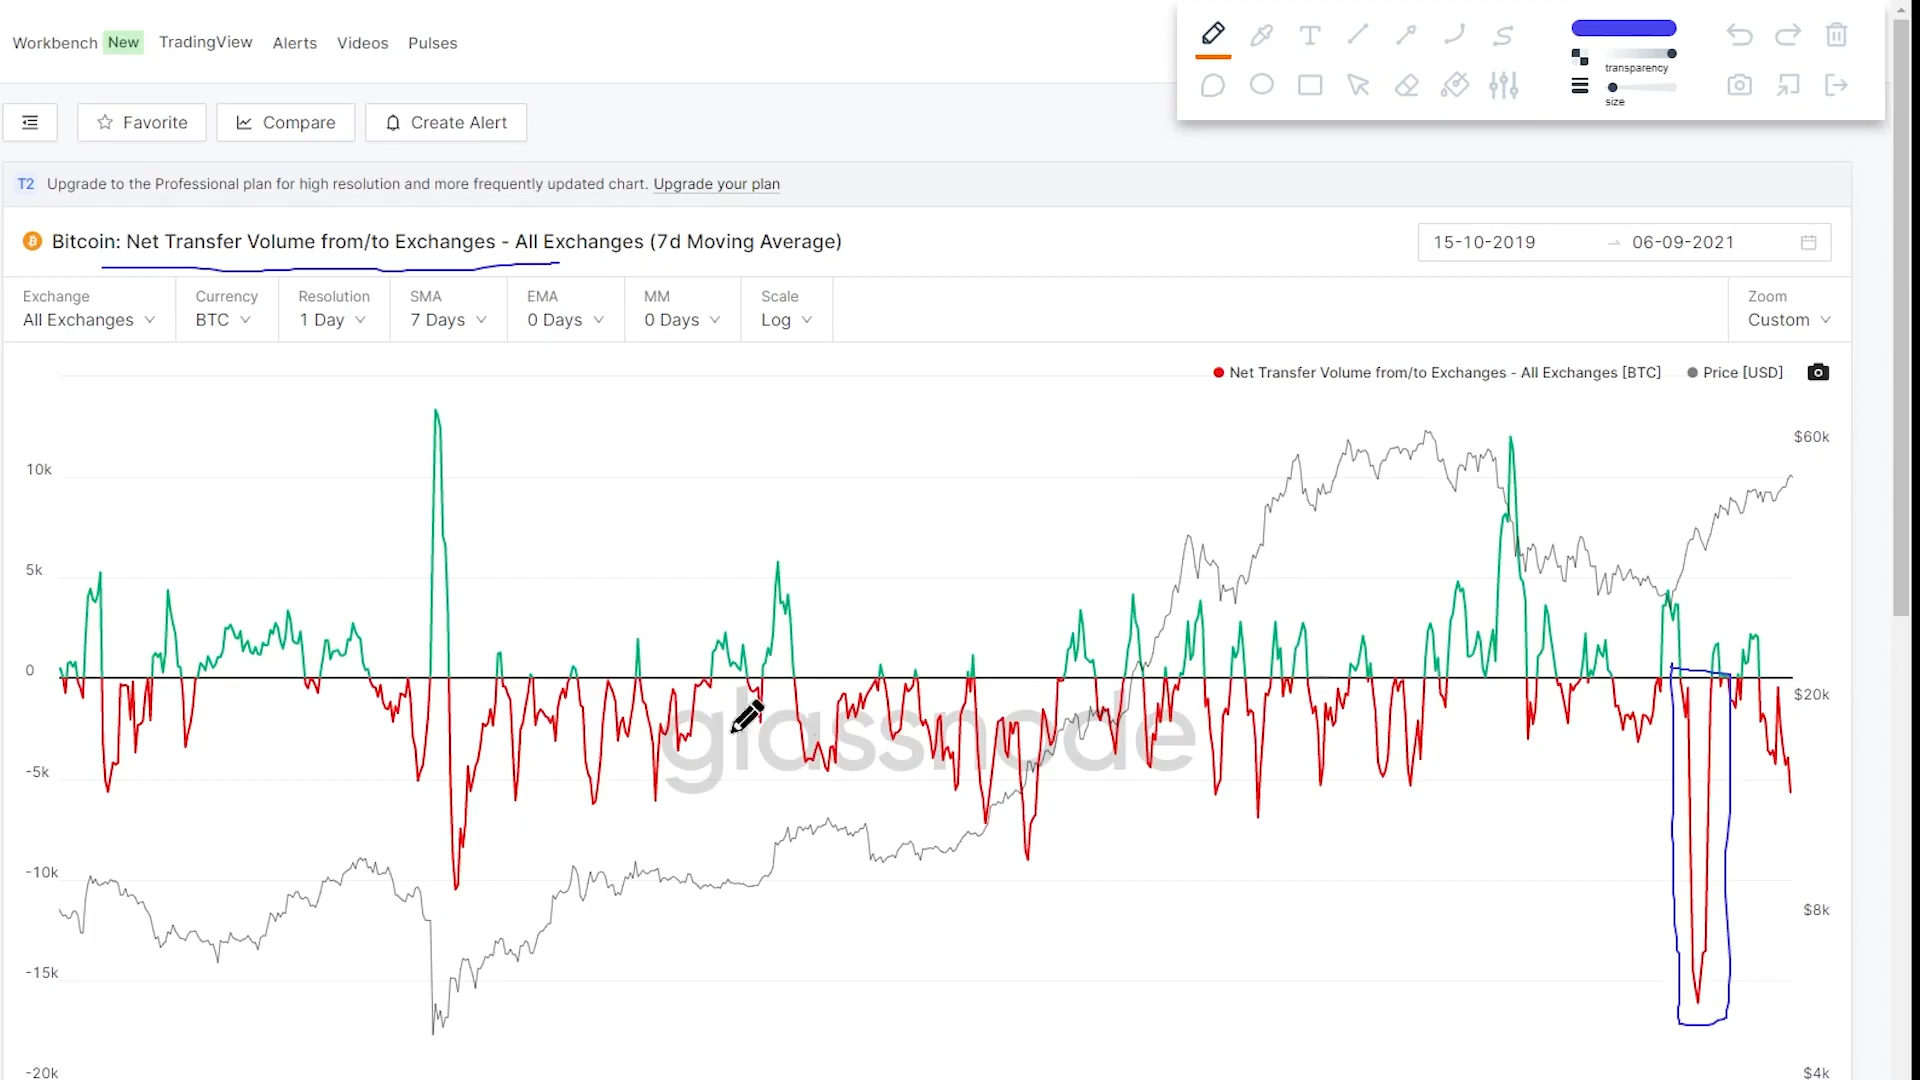 Workbench New TradingView Alerts Videos Pulses
transparency
size
Favorite Compare Create Alert
T2 Upgrade to the Professional plan for high resolution and more frequently updated chart. Upgrade your plan
Bitcoin: Net Transfer Volume from/to Exchanges - All Exchanges (7d Moving Average)
15-10-2019 → 06-09-2021
Exchange Currency Resolution SMA EMA MM Scale Zoom
All Exchanges BTC 1 Day 7 Days 0 Days 0 Days Log Custom
Net Transfer Volume from/to Exchanges - All Exchanges [BTC] Price [USD]
$60k
10k
5k
0
$20k
glassnode
-5k
-10k
$8k
-15k
-20k
$4k